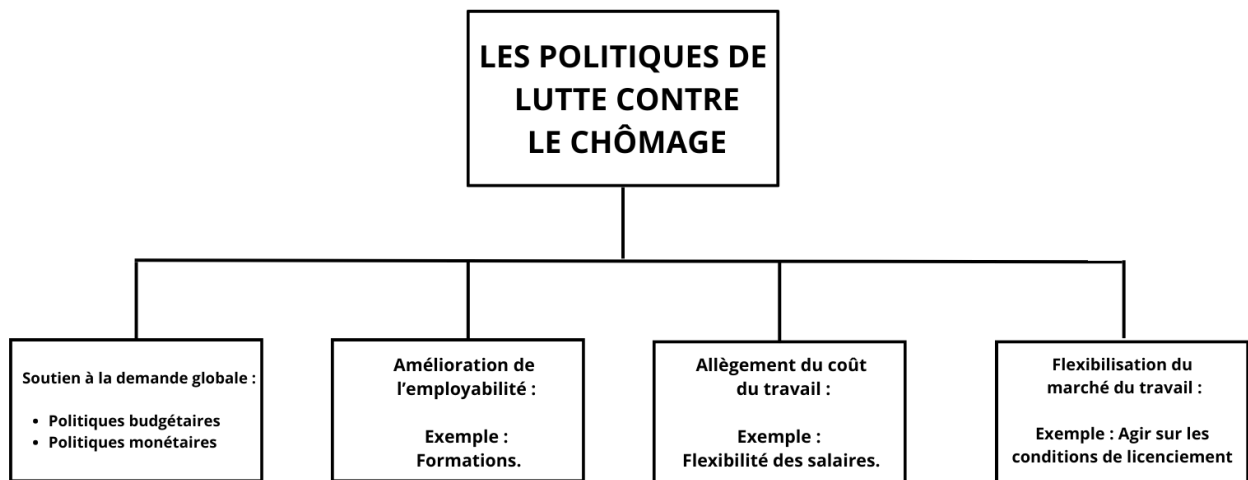 LES POLITIQUES DE
LUTTE CONTRE
LE CHÔMAGE
Soutien à la demande globale :
• Politiques budgétaires
• Politiques monétaires
Amélioration de
l’employabilité :
Exemple :
Formations.
Allègement du coût
du travail :
Exemple :
Flexibilité des salaires.
Flexibilisation du
marché du travail :
Exemple : Agir sur les
conditions de licenciement